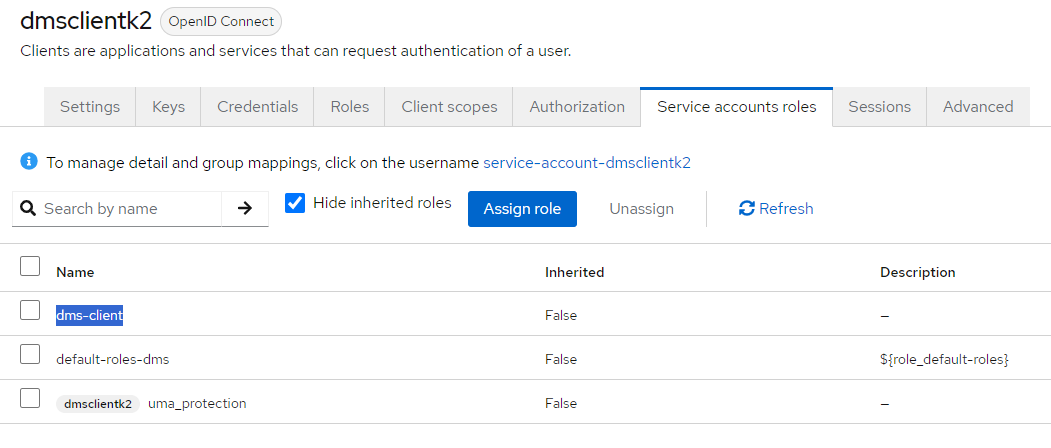 dmsclientk2 OpenID Connect
Clients are applications and services that can request authentication of a user.
Settings Keys Credentials Roles Client scopes Authorization Service accounts roles Sessions Advanced
To manage detail and group mappings, click on the username service-account-dmsclientk2
Search by name Hide inherited roles Assign role Unassign Refresh
Name Inherited Description
dms-client False –
default-roles-dms False ${role_default-roles}
dmsclientk2 uma_protection False –